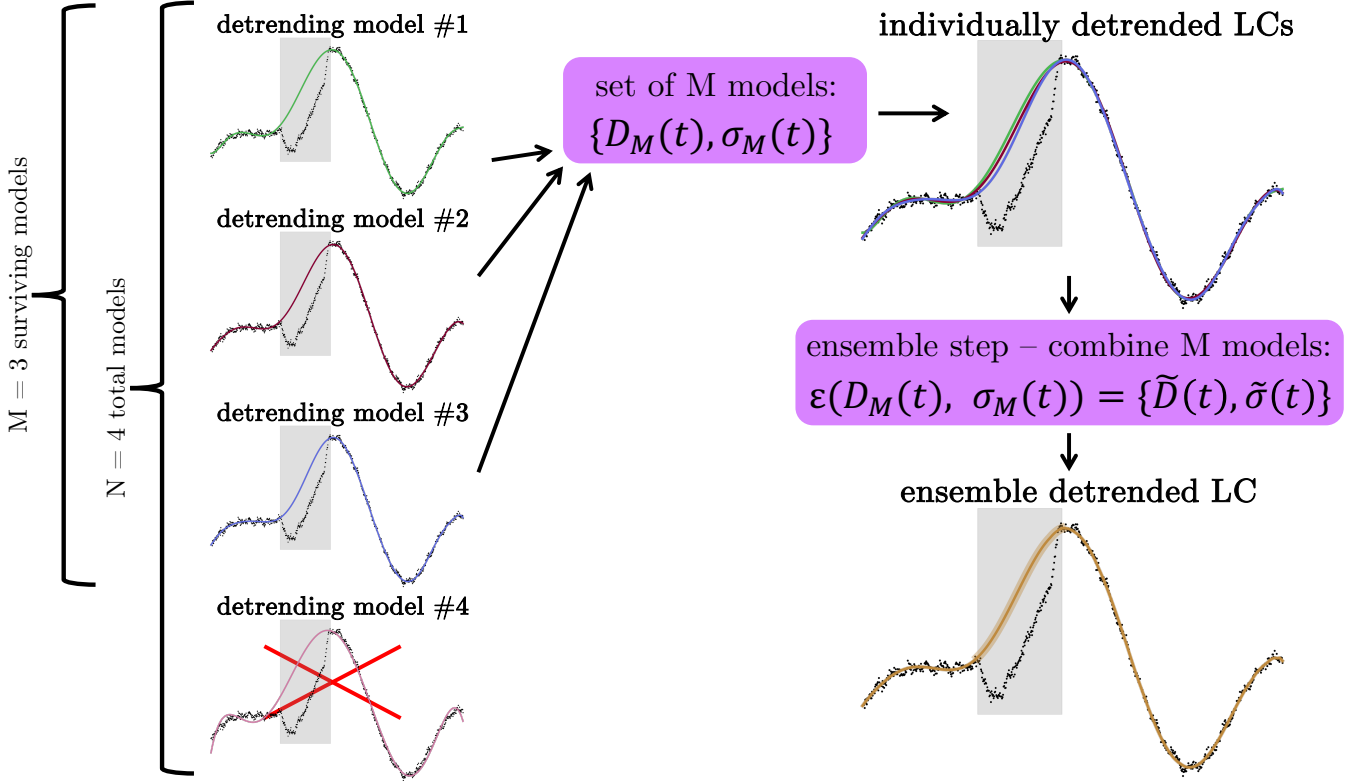 M = 3 surviving models
N = 4 total models
detrending model #1
detrending model #2
detrending model #3
detrending model #4
set of M models:
{D_M(t), σ_M(t)}
individually detrended LCs
ensemble step – combine M models:
ε(D_M(t), σ_M(t)) = {D̃(t), σ̃(t)}
ensemble detrended LC